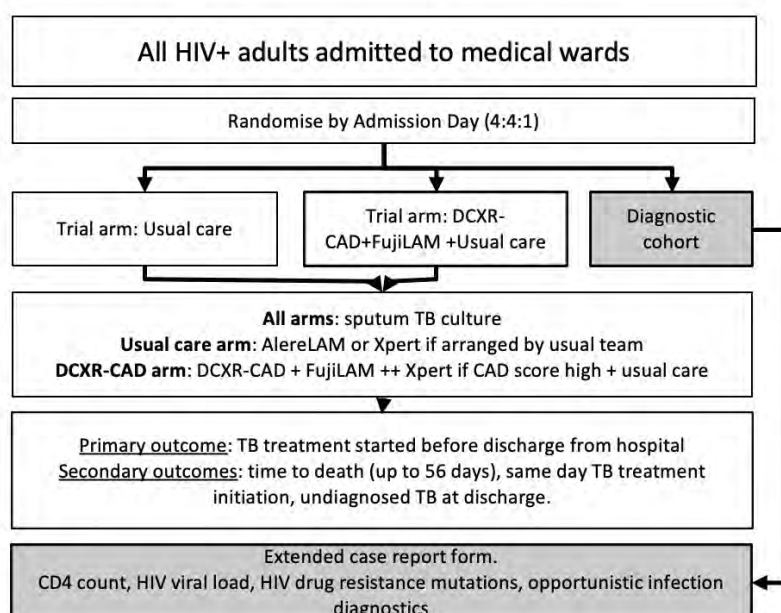 All HIV+ adults admitted to medical wards
Randomise by Admission Day (4:4:1)
Trial arm: Usual care
Trial arm: DCXR-
CAD+FujiLAM +Usual care
Diagnostic
cohort
All arms: sputum TB culture
Usual care arm: AlereLAM or Xpert if arranged by usual team
DCXR-CAD arm: DCXR-CAD + FujiLAM ++ Xpert if CAD score high + usual care
Primary outcome: TB treatment started before discharge from hospital
Secondary outcomes: time to death (up to 56 days), same day TB treatment
initiation, undiagnosed TB at discharge.
Extended case report form.
CD4 count, HIV viral load, HIV drug resistance mutations, opportunistic infection
diagnostics